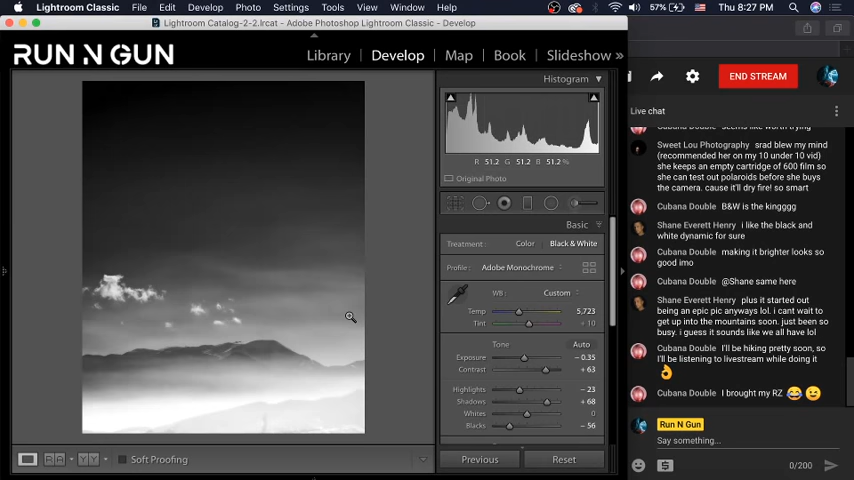 Lightroom Classic File Edit Develop Photo Settings Tools View Window Help 57% Thu 8:27 PM
Lightroom Catalog-2-2.lrcat - Adobe Photoshop Lightroom Classic - Develop
RUN N GUN
Library | Develop | Map | Book | Slideshow »
Histogram
R 51.2 G 51.2 B 51.2 %
Original Photo
Basic
Treatment: Color Black & White
Profile: Adobe Monochrome
WB: Custom
Temp 5,723
Tint + 10
Tone Auto
Exposure − 0.35
Contrast + 63
Highlights − 23
Shadows + 68
Whites 0
Blacks − 56
Previous Reset
Soft Proofing
END STREAM
Live chat
Cubana Double seems like worth trying
Sweet Lou Photography srad blew my mind
(recommended her on my 10 under 10 vid)
she keeps an empty cartridge of 600 film so
she can test out polaroids before she buys
the camera. cause it'll dry fire! so smart
Cubana Double B&W is the kingggg
Shane Everett Henry i like the black and
white dynamic for sure
Cubana Double making it brighter looks so
good imo
Cubana Double @Shane same here
Shane Everett Henry plus it started out
being an epic pic anyways lol. i cant wait to
get up into the mountains soon. just been so
busy. i guess it sounds like we all have lol
Cubana Double I'll be hiking pretty soon, so
I'll be listening to livestream while doing it
👌
Cubana Double I brought my RZ 😂 😉
Run N Gun
Say something...
0/200